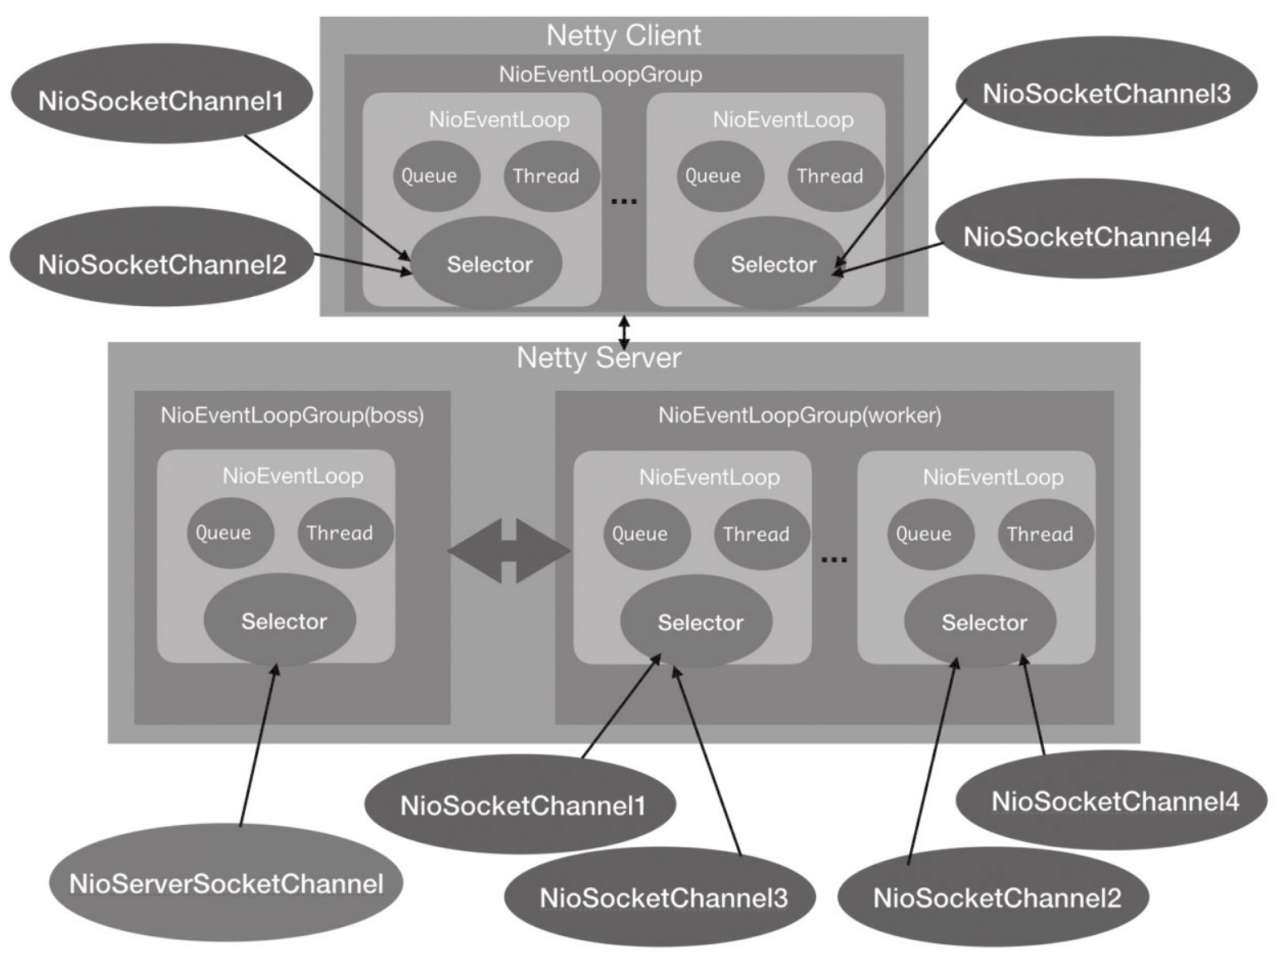 Netty Client
NioEventLoopGroup
NioSocketChannel1
NioSocketChannel3
NioEventLoop
NioEventLoop
Queue
Thread
Queue
Thread
...
NioSocketChannel2
NioSocketChannel4
Selector
Selector
Netty Server
NioEventLoopGroup(boss)
NioEventLoopGroup(worker)
NioEventLoop
NioEventLoop
NioEventLoop
Queue
Thread
Queue
Thread
...
Queue
Thread
Selector
Selector
Selector
NioSocketChannel1
NioSocketChannel4
NioServerSocketChannel
NioSocketChannel3
NioSocketChannel2